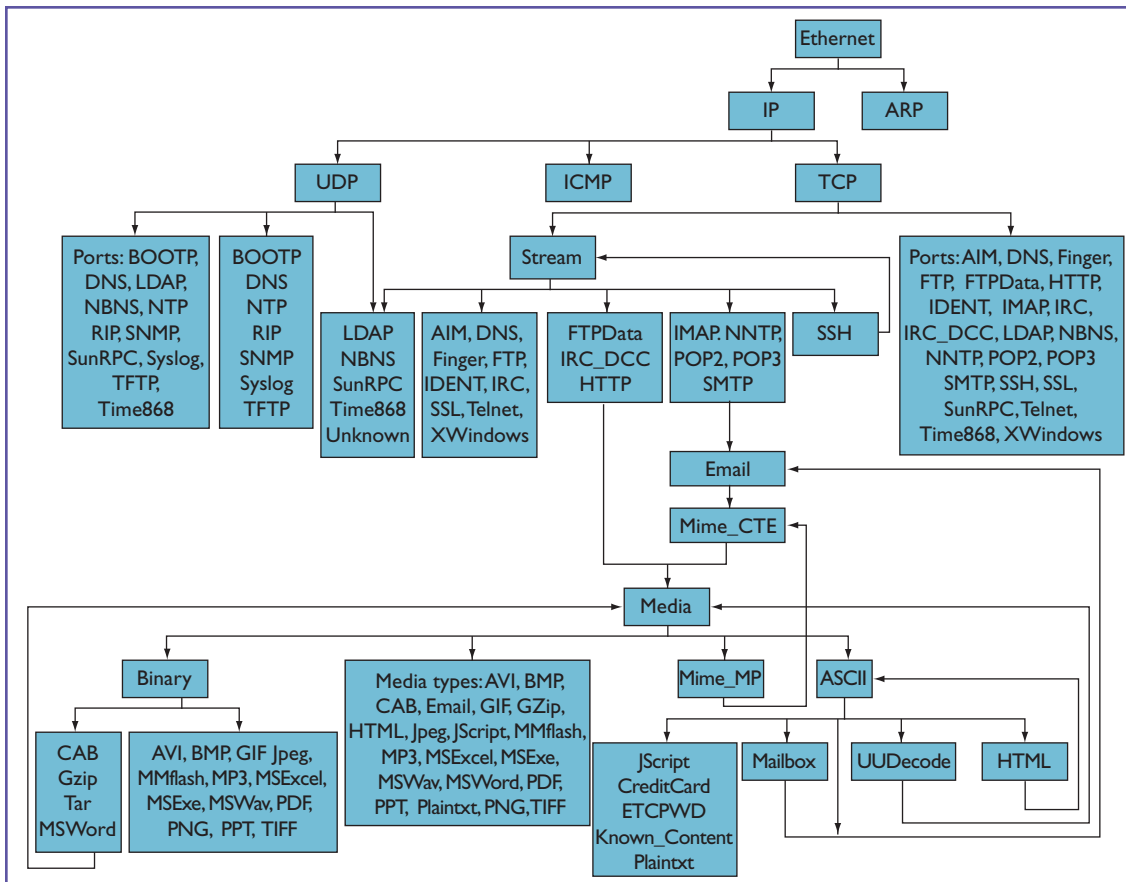 Ethernet
IP
ARP
UDP
ICMP
TCP
Ports: BOOTP,
DNS, LDAP,
NBNS, NTP
RIP, SNMP,
SunRPC, Syslog,
TFTP,
Time868
BOOTP
DNS
NTP
RIP
SNMP
Syslog
TFTP
Stream
Ports: AIM, DNS, Finger,
FTP, FTPData, HTTP,
IDENT, IMAP, IRC,
IRC_DCC, LDAP, NBNS,
NNTP, POP2, POP3
SMTP, SSH, SSL,
SunRPC, Telnet,
Time868, XWindows
LDAP
NBNS
SunRPC
Time868
Unknown
AIM, DNS,
Finger, FTP,
IDENT, IRC,
SSL, Telnet,
XWindows
FTPData
IRC_DCC
HTTP
IMAP. NNTP,
POP2, POP3
SMTP
SSH
Email
Mime_CTE
Media
Binary
Media types: AVI, BMP,
CAB, Email, GIF, GZip,
HTML, Jpeg, JScript, MMflash,
MP3, MSExcel, MSExe,
MSWav, MSWord, PDF,
PPT, Plaintxt, PNG, TIFF
Mime_MP
ASCII
CAB
Gzip
Tar
MSWord
AVI, BMP, GIF Jpeg,
MMflash, MP3, MSExcel,
MSExe, MSWav, PDF,
PNG, PPT, TIFF
JScript
CreditCard
ETCPWD
Known_Content
Plaintxt
Mailbox
UUDecode
HTML